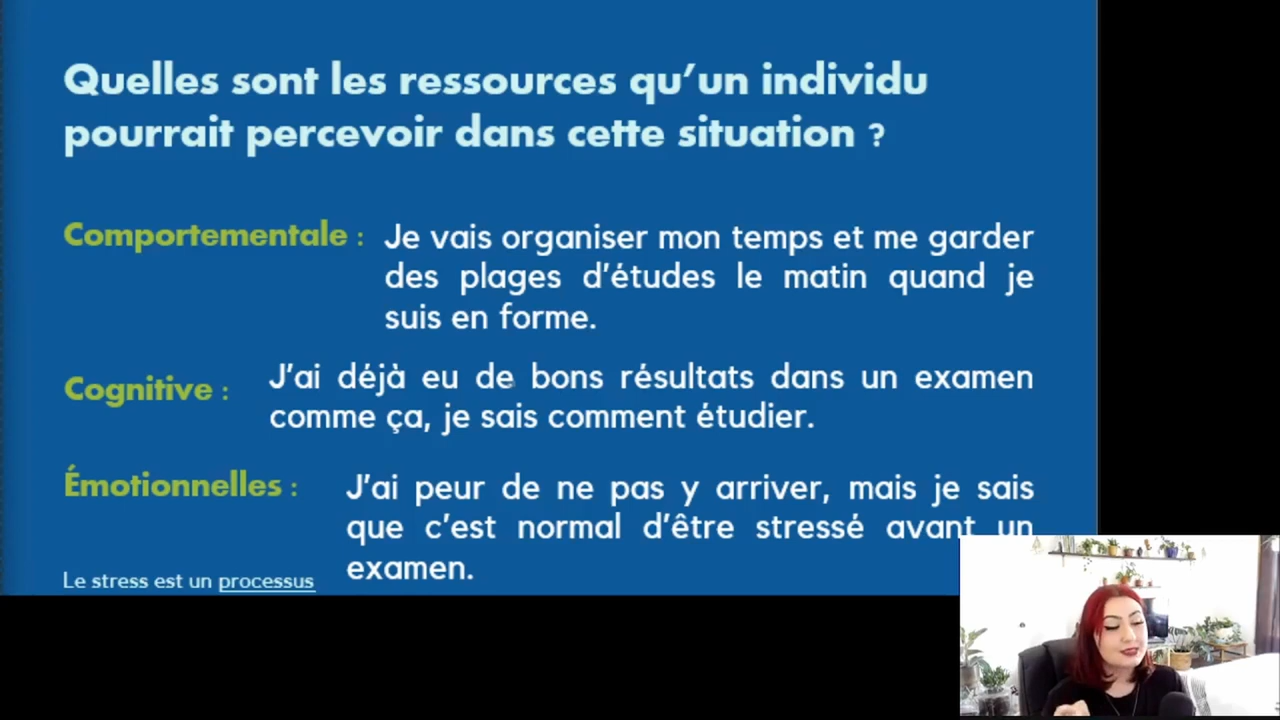 Quelles sont les ressources qu’un individu
pourrait percevoir dans cette situation ?
Comportementale :
Je vais organiser mon temps et me garder
des plages d’études le matin quand je
suis en forme.
Cognitive :
J’ai déjà eu de bons résultats dans un examen
comme ça, je sais comment étudier.
Émotionnelles :
J’ai peur de ne pas y arriver, mais je sais
que c’est normal d’être stressé avant un
examen.
Le stress est un processus